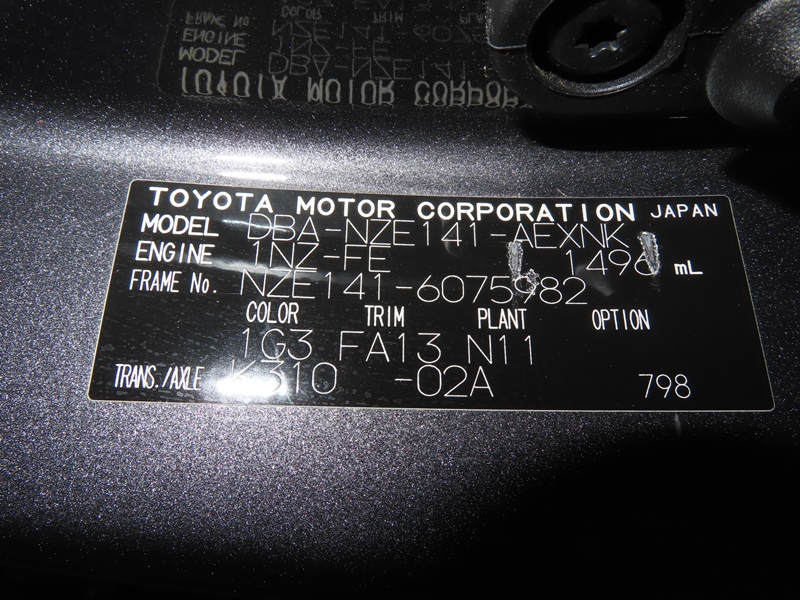 TOYOTA MOTOR CORPORATION JAPAN
MODEL DBA-NZE141-AEXNK
ENGINE 1NZ-FE 1496 mL
FRAME No. NZE141-6075982
COLOR TRIM PLANT OPTION
1G3 FA13 N11
TRANS./AXLE K310 -02A 798